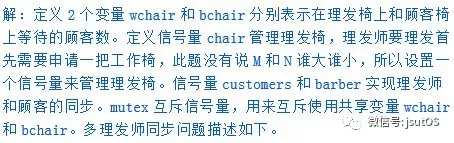 解：定义 2 个变量 wchair 和 bchair 分别表示在理发椅上和顾客椅
上等待的顾客数。定义信号量 chair 管理理发椅，理发师要理发首
先需要申请一把工作椅，此题没有说 M 和 N 谁大谁小，所以设置一
个信号量来管理理发椅。信号量 customers 和 barber 实现理发师
和顾客的同步。mutex 互斥信号量，用来互斥使用共享变量 wchair
和 bchair。多理发师同步问题描述如下。
微信号: jsutOS